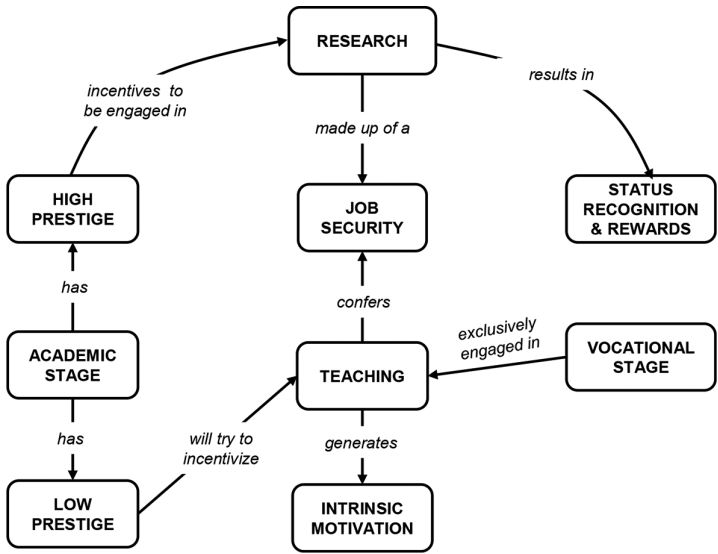 RESEARCH
incentives to
be engaged in
results in
made up of a
HIGH
PRESTIGE
JOB
SECURITY
STATUS
RECOGNITION
& REWARDS
has
confers
exclusively
engaged in
ACADEMIC
STAGE
TEACHING
VOCATIONAL
STAGE
has
will try to
incentivize
generates
LOW
PRESTIGE
INTRINSIC
MOTIVATION